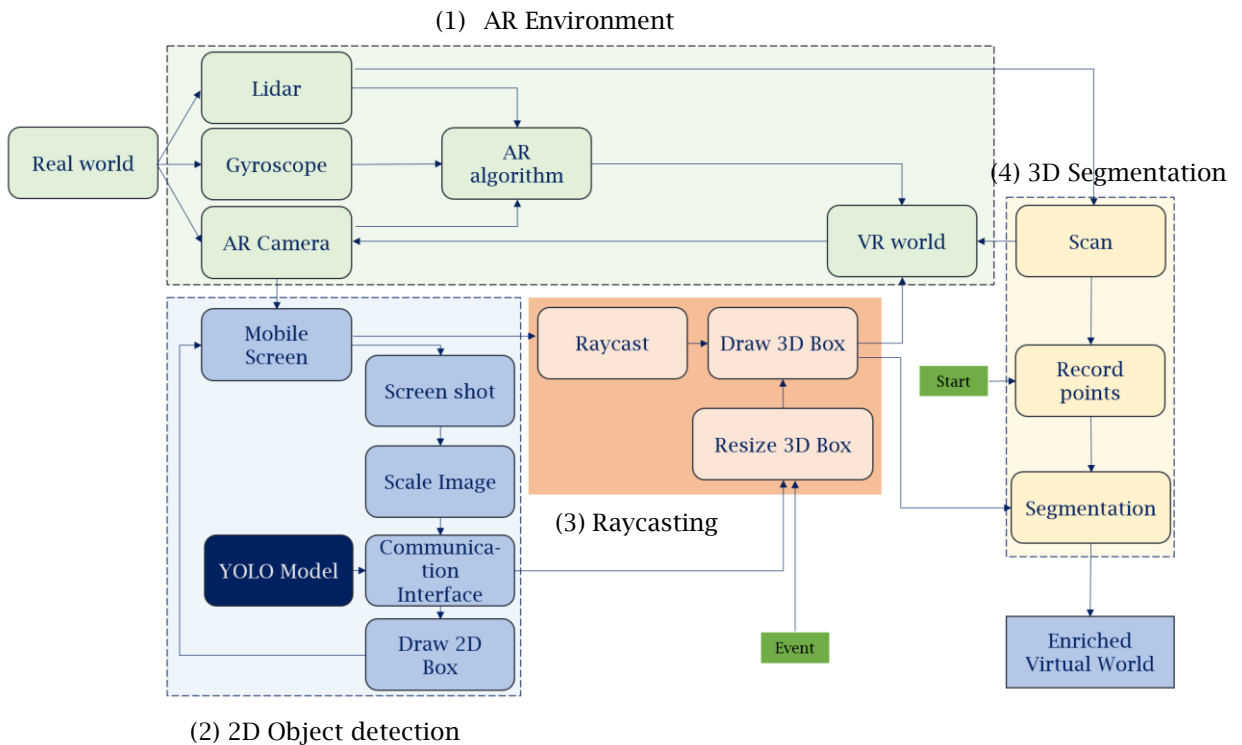 (1) AR Environment
Lidar
Real world
Gyroscope
AR
algorithm
AR Camera
VR world
(4) 3D Segmentation
Scan
Mobile
Screen
Raycast
Draw 3D Box
Screen shot
Start
Record
points
Resize 3D Box
Scale Image
Segmentation
(3) Raycasting
YOLO Model
Communica-
tion
Interface
Draw 2D
Box
Event
Enriched
Virtual World
(2) 2D Object detection